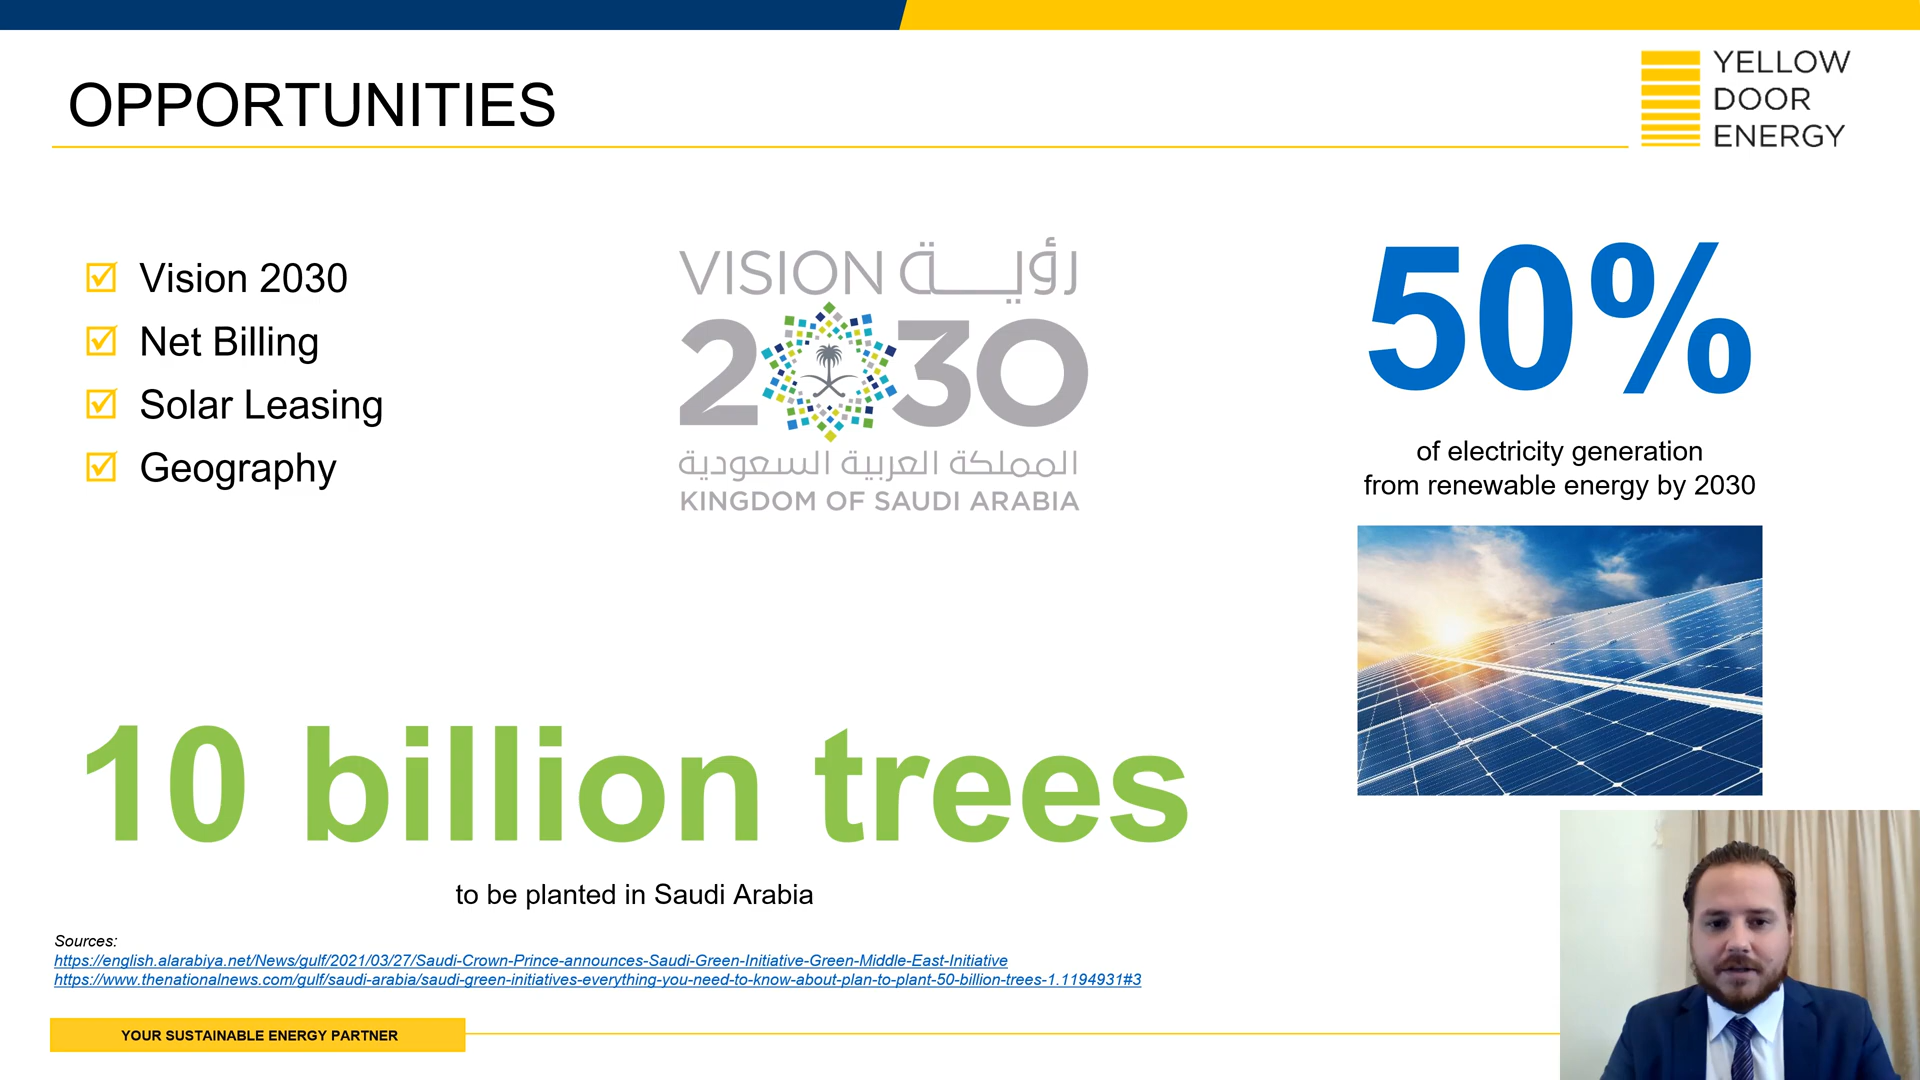 OPPORTUNITIES
YELLOW
DOOR
ENERGY
Vision 2030
Net Billing
Solar Leasing
Geography
VISION رؤيـــة
2030
المملكة العربية السعودية
KINGDOM OF SAUDI ARABIA
50%
of electricity generation
from renewable energy by 2030
10 billion trees
to be planted in Saudi Arabia
Sources:
https://english.alarabiya.net/News/gulf/2021/03/27/Saudi-Crown-Prince-announces-Saudi-Green-Initiative-Green-Middle-East-Initiative
https://www.thenationalnews.com/gulf/saudi-arabia/saudi-green-initiatives-everything-you-need-to-know-about-plan-to-plant-50-billion-trees-1.1194931#3
YOUR SUSTAINABLE ENERGY PARTNER